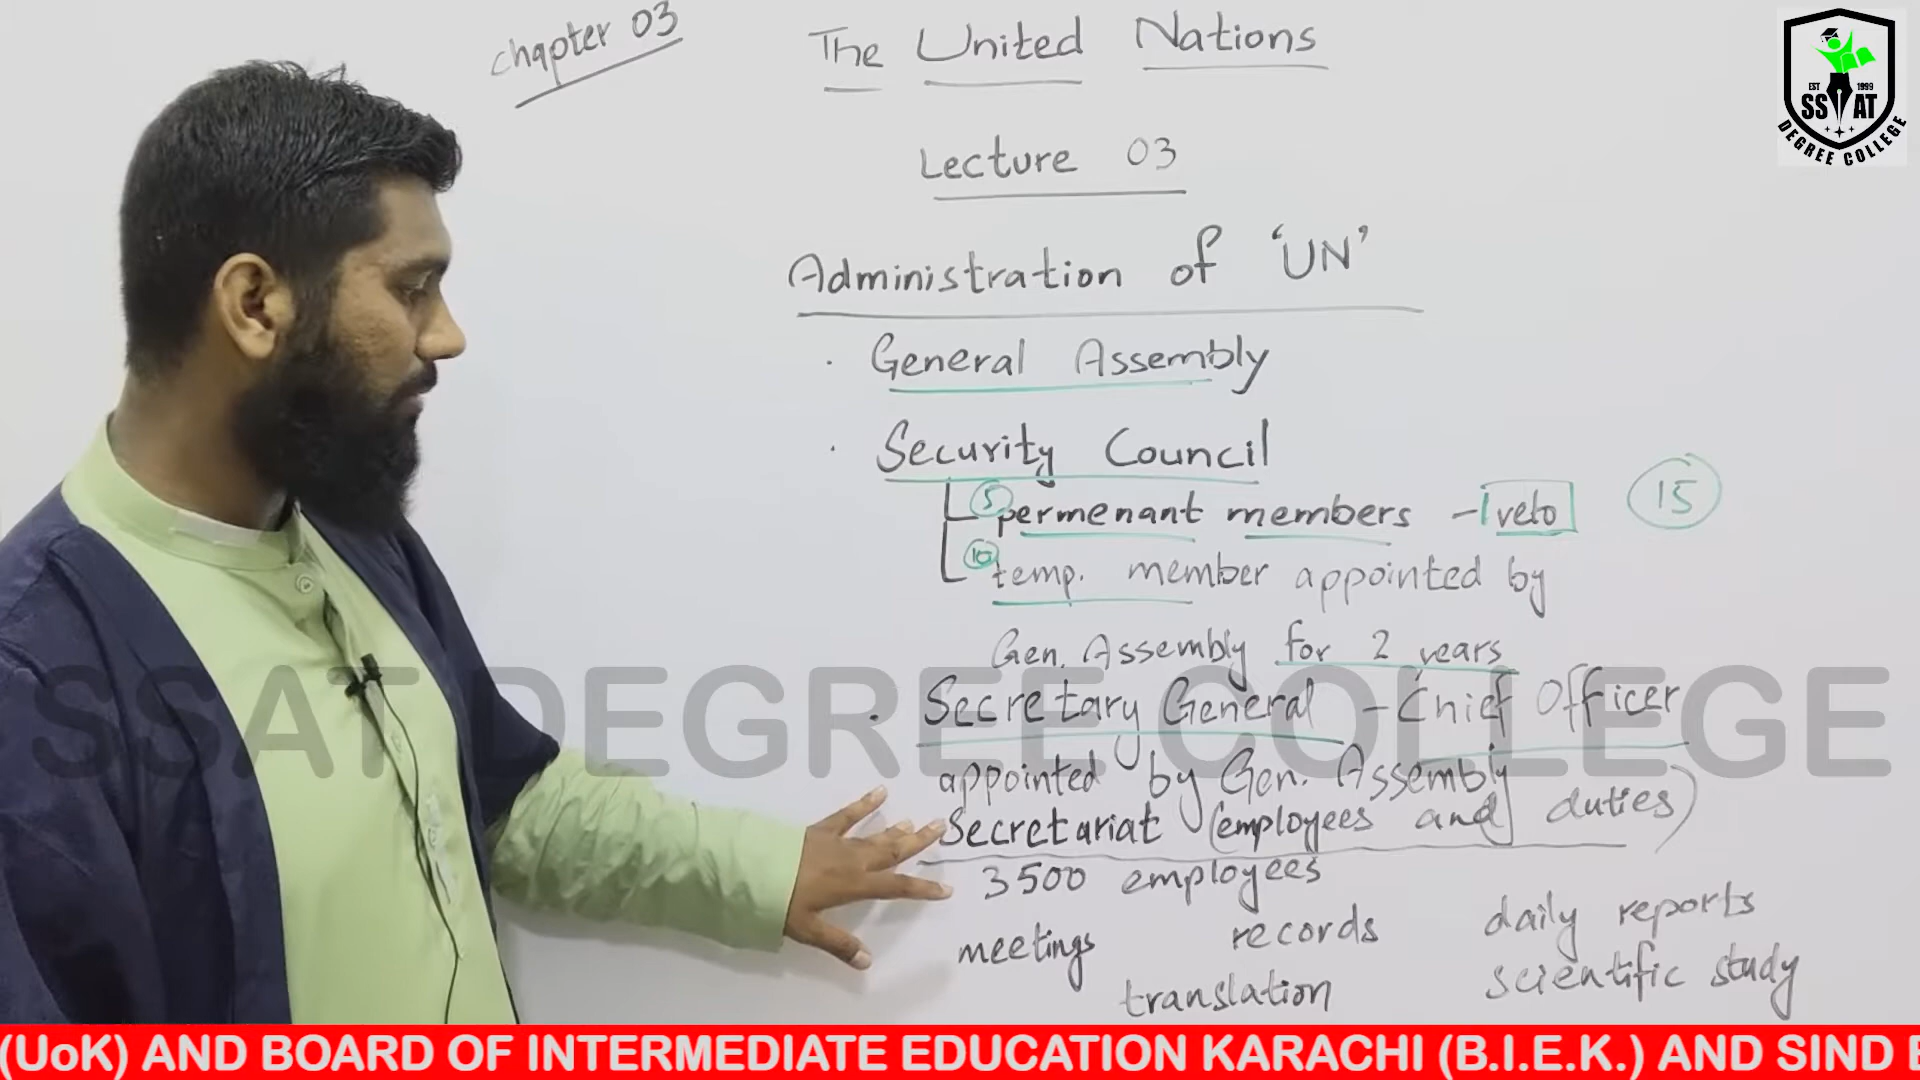 chapter 03
The United Nations
Lecture 03
Administration of 'UN'
· General Assembly
· Security Council
5 permenant members - veto 15
10 temp. member appointed by
Gen. Assembly for 2 years
· Secretary General - Chief Officer
appointed by Gen. Assembly
Secretariat (employees and duties)
3500 employees
meetings records daily reports
translation scientific study
SSAT DEGREE COLLEGE
EST 1999
SSAT
DEGREE COLLEGE
(UoK) AND BOARD OF INTERMEDIATE EDUCATION KARACHI (B.I.E.K.) AND SIND